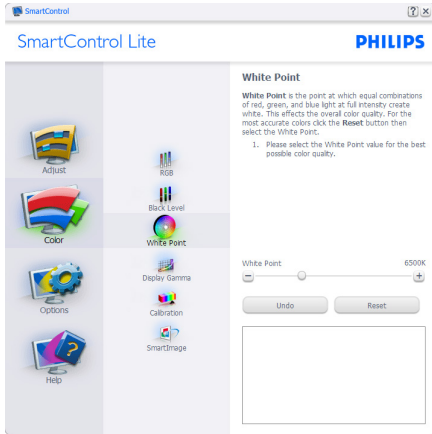 SmartControl
SmartControl Lite
PHILIPS
Adjust
Color
Options
Help
RGB
Black Level
White Point
Display Gamma
Calibration
SmartImage
White Point
White Point is the point at which equal combinations
of red, green, and blue light at full intensity create
white. This effects the overall color quality. For the
most accurate colors click the Reset button then
select the White Point.
1. Please select the White Point value for the best
possible color quality.
White Point 6500K
Undo Reset